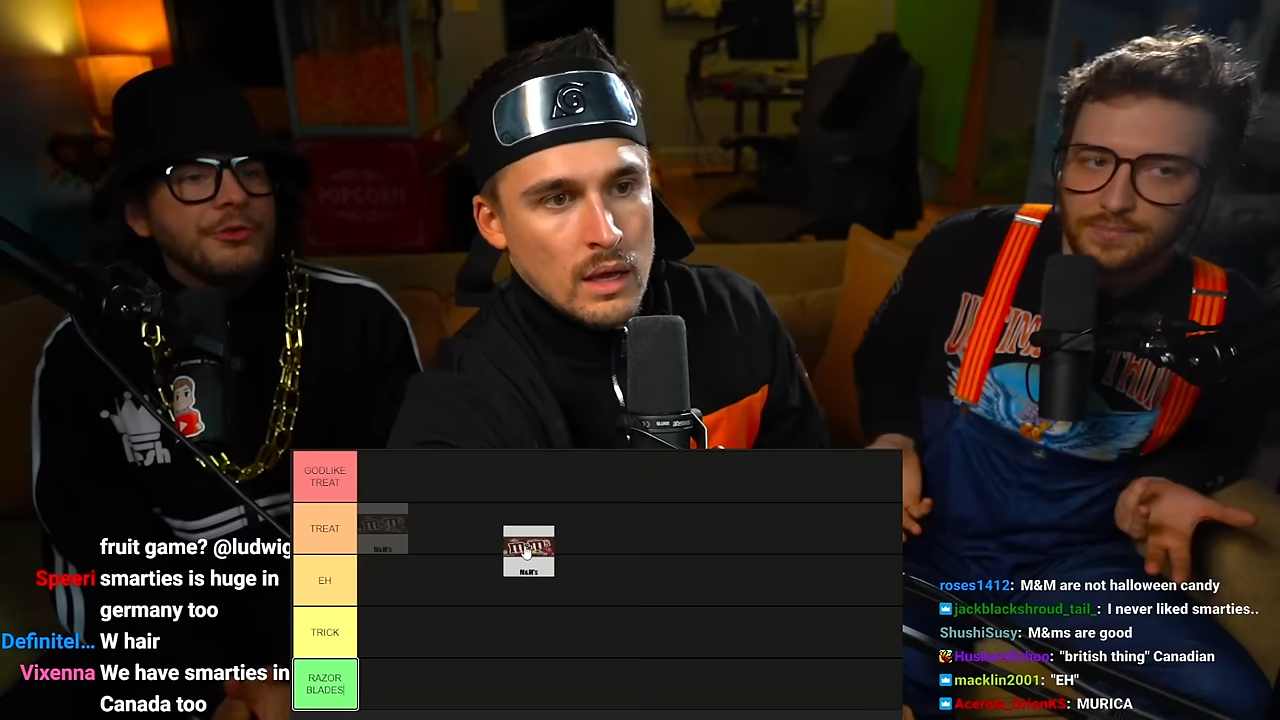 POPCORN
GODLIKE
TREAT
TREAT
m&m's
M&M's
m&m's
M&M's
EH
TRICK
RAZOR
BLADES
fruit game? @ludwig
Speeri smarties is huge in
germany too
Definitel... W hair
Vixenna We have smarties in
Canada too
roses1412: M&M are not halloween candy
jackblackshroud_tail_: I never liked smarties..
ShushiSusy: M&ms are good
"british thing" Canadian
macklin2001: "EH"
MURICA